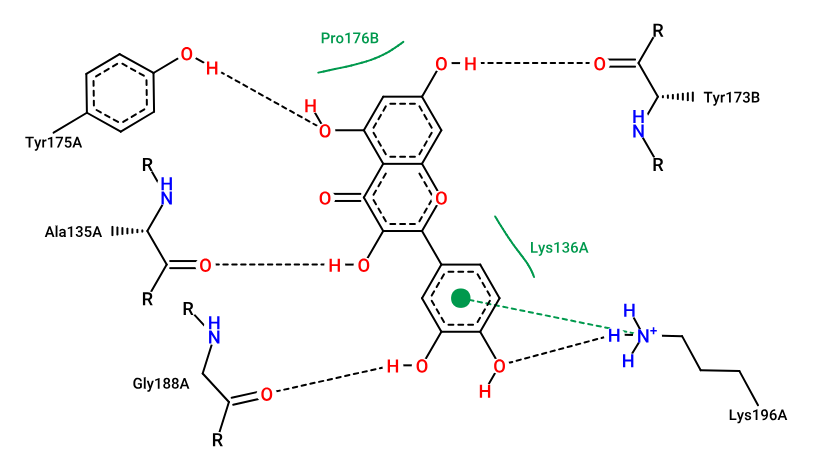 Pro176B
R
O
H
O
H
O
H
Tyr173B
Tyr175A
H
O
H
N
R
R
H
N
O
O
Ala135A
O
H
O
Lys136A
R
R
H
N
H
H
N+
H
Gly188A
H
O
O
H
O
Lys196A
R